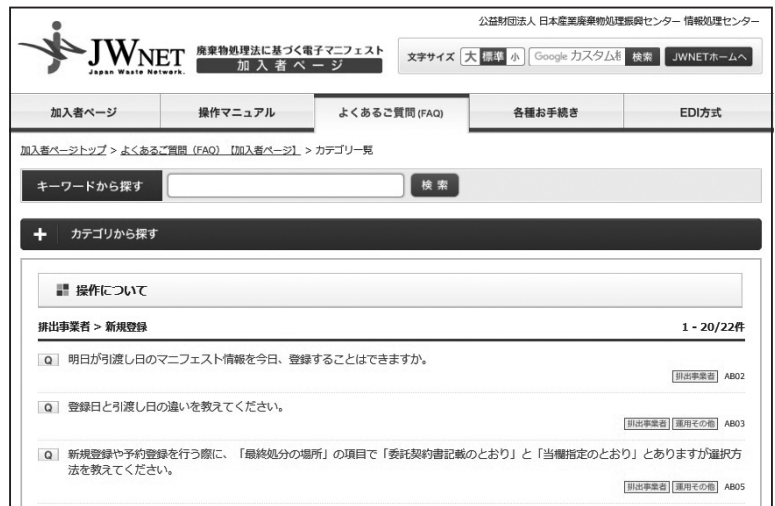 公益財団法人 日本産業廃棄物処理振興センター 情報処理センター
JWNET
Japan Waste Network.
廃棄物処理法に基づく電子マニフェスト
加入者ページ
文字サイズ 大 標準 小 Google カスタム検 検索 JWNETホームへ
加入者ページ 操作マニュアル よくあるご質問(FAQ) 各種お手続き EDI方式
加入者ページトップ > よくあるご質問（FAQ）【加入者ページ】 > カテゴリー覧
キーワードから探す 検索
+ カテゴリから探す
操作について
排出事業者 > 新規登録 1 - 20/22件
Q 明日が引渡し日のマニフェスト情報を今日、登録することはできますか。
排出事業者 AB02
Q 登録日と引渡し日の違いを教えてください。
排出事業者 運用その他 AB03
Q 新規登録や予約登録を行う際に、「最終処分の場所」の項目で「委託契約書記載のとおり」と「当欄指定のとおり」とありますが選択方
法を教えてください。
排出事業者 運用その他 AB05